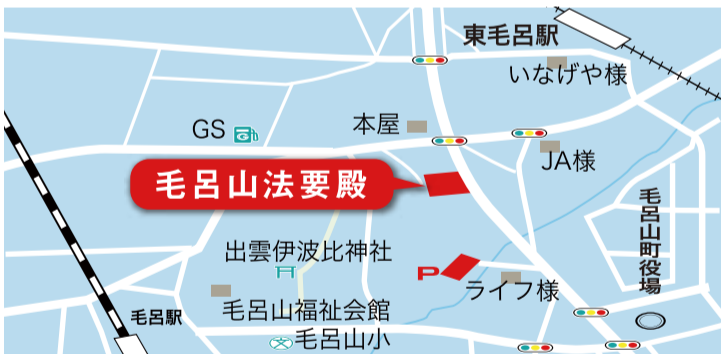 東毛呂駅
いなげや様
GS
本屋
JA様
毛呂山法要殿
毛呂山町役場
出雲伊波比神社
P
ライフ様
毛呂山福祉会館
毛呂駅
毛呂山小